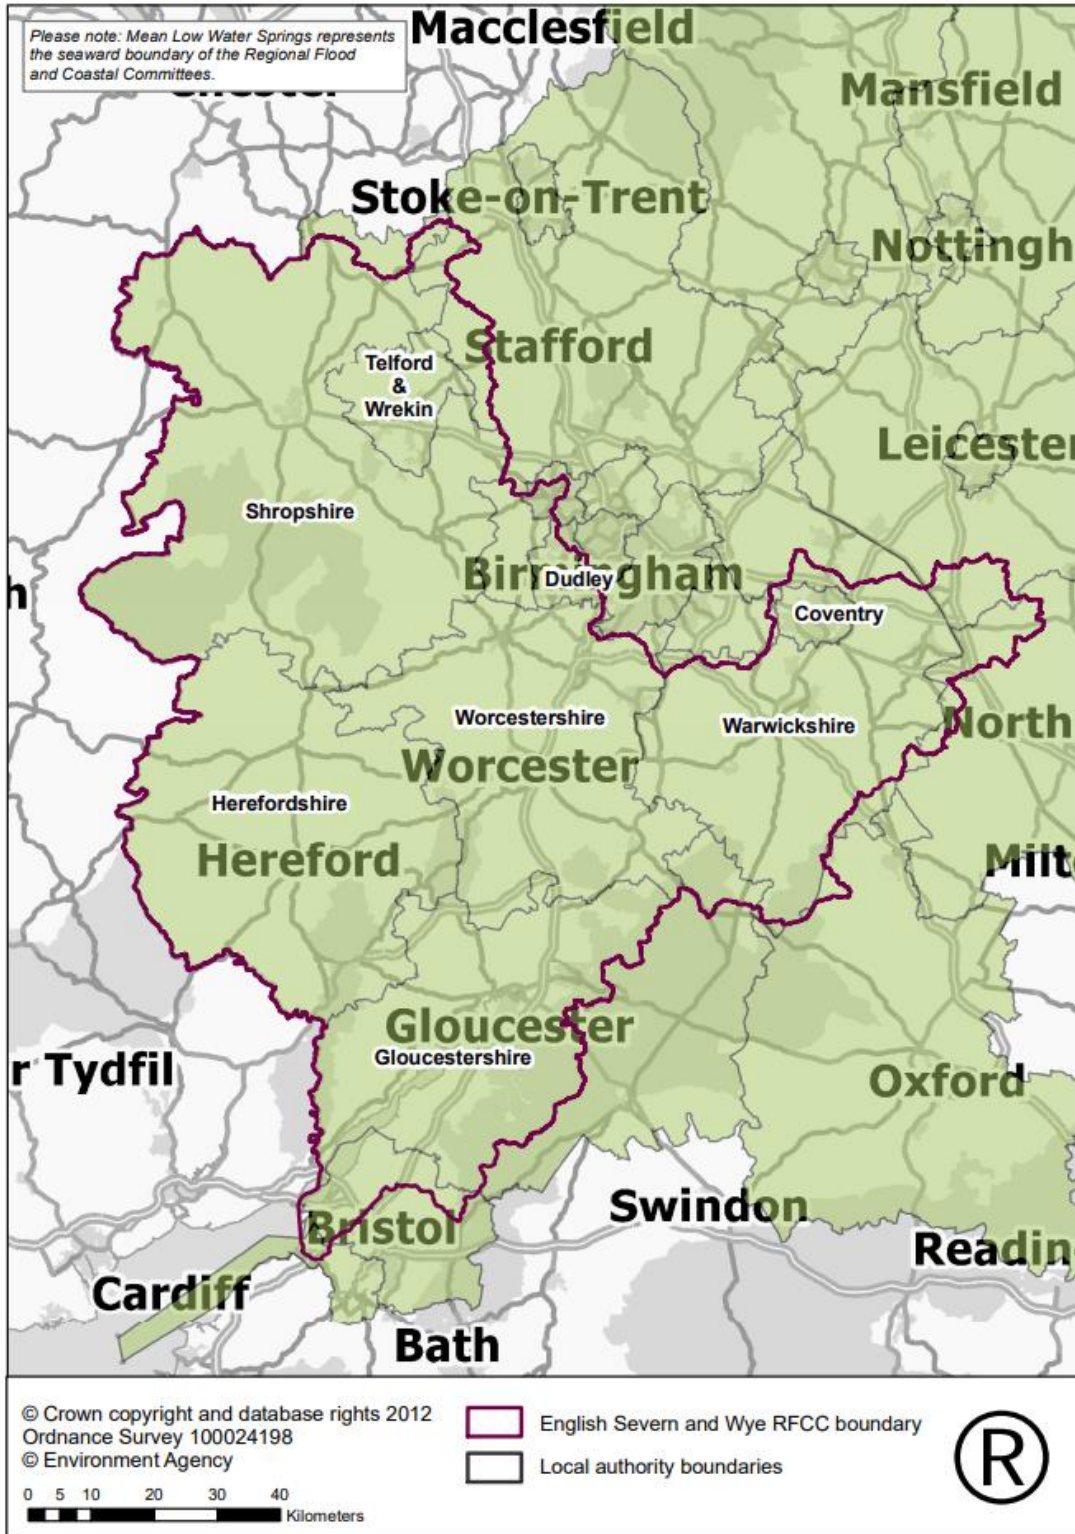 Please note: Mean Low Water Springs represents
the seaward boundary of the Regional Flood
and Coastal Committees.
Macclesfield
Mansfield
Stoke-on-Trent
Nottingh
Telford
&
Wrekin
Stafford
Leicester
Shropshire
h
Birmingham
Dudley
Coventry
Worcestershire
Warwickshire
North
Worcester
Herefordshire
Hereford
Milt
Gloucester
Gloucestershire
r Tydfil
Oxford
Swindon
Bristol
Readin
Cardiff
Bath
© Crown copyright and database rights 2012
Ordnance Survey 100024198
© Environment Agency
English Severn and Wye RFCC boundary
Local authority boundaries
0 5 10 20 30 40
Kilometers
®